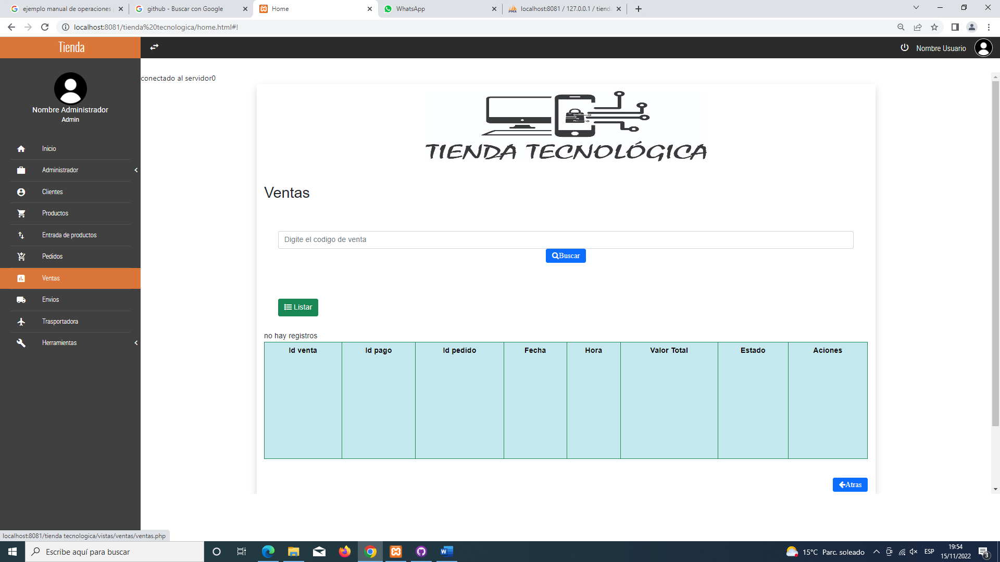 ejemplo manual de operaciones
github - Buscar con Google
Home
WhatsApp
localhost:8081 / 127.0.0.1 / tiend
localhost:8081/tienda%20tecnologica/home.html#!
Tienda
Nombre Usuario
conectado al servidor0
Nombre Administrador
Admin
Inicio
Administrador
Clientes
Productos
Entrada de productos
Pedidos
Ventas
Envios
Trasportadora
Herramientas
TIENDA TECNOLÓGICA
Ventas
Digite el codigo de venta
Buscar
Listar
no hay registros
Id venta Id pago Id pedido Fecha Hora Valor Total Estado Aciones
Atras
localhost:8081/tienda tecnologica/vistas/ventas/ventas.php
Escribe aquí para buscar
15°C Parc. soleado
ESP
19:54
15/11/2022
3